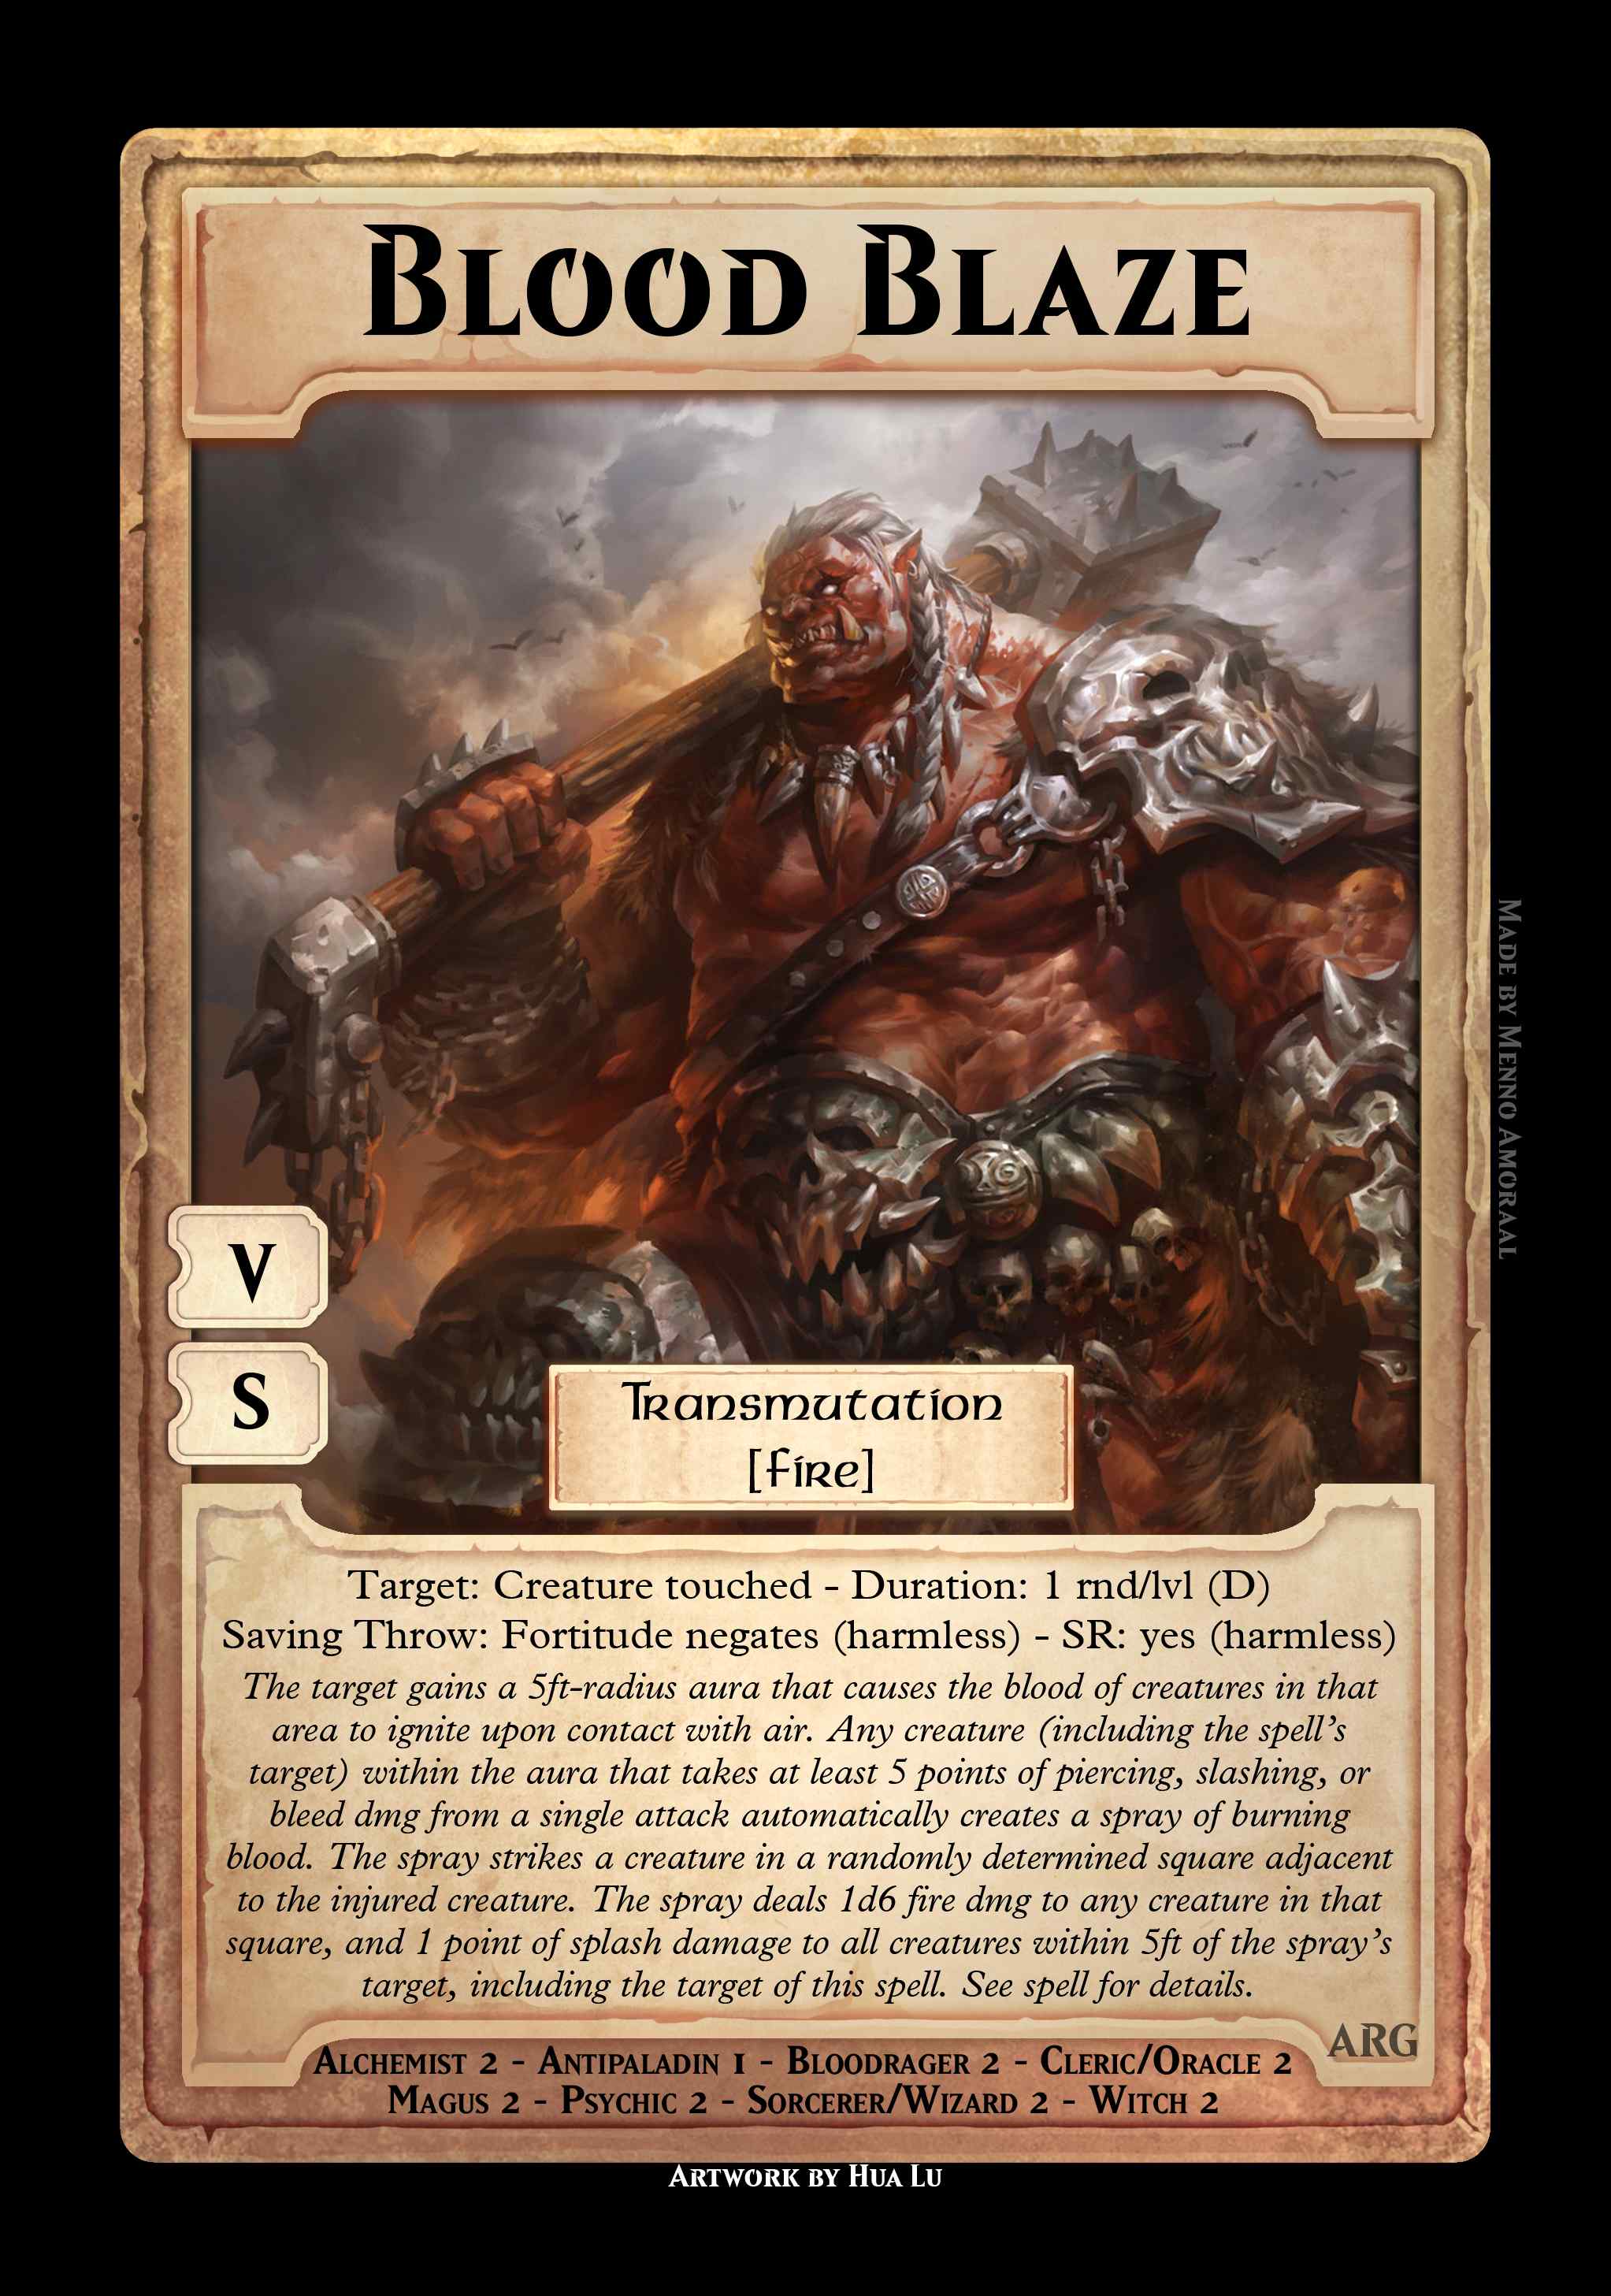 Blood Blaze
V
S
Transmutation
[Fire]
Target: Creature touched - Duration: 1 rnd/lvl (D)
Saving Throw: Fortitude negates (harmless) - SR: yes (harmless)
The target gains a 5ft-radius aura that causes the blood of creatures in that
area to ignite upon contact with air. Any creature (including the spell's
target) within the aura that takes at least 5 points of piercing, slashing, or
bleed dmg from a single attack automatically creates a spray of burning
blood. The spray strikes a creature in a randomly determined square adjacent
to the injured creature. The spray deals 1d6 fire dmg to any creature in that
square, and 1 point of splash damage to all creatures within 5ft of the spray's
target, including the target of this spell. See spell for details.
ARG
Alchemist 2 - Antipaladin 1 - Bloodrager 2 - Cleric/Oracle 2
Magus 2 - Psychic 2 - Sorcerer/Wizard 2 - Witch 2
Artwork by Hua Lu
Made by Menno Amoraal